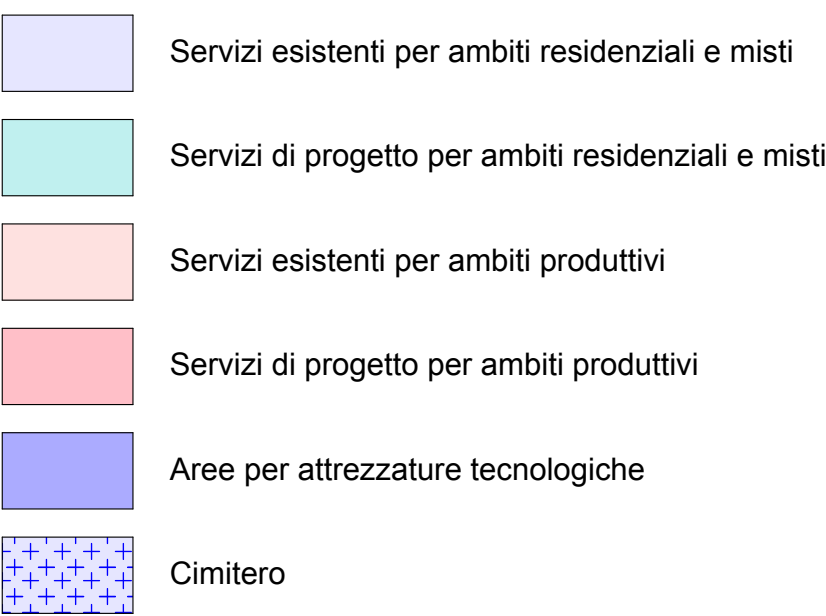 Servizi esistenti per ambiti residenziali e misti
Servizi di progetto per ambiti residenziali e misti
Servizi esistenti per ambiti produttivi
Servizi di progetto per ambiti produttivi
Aree per attrezzature tecnologiche
Cimitero